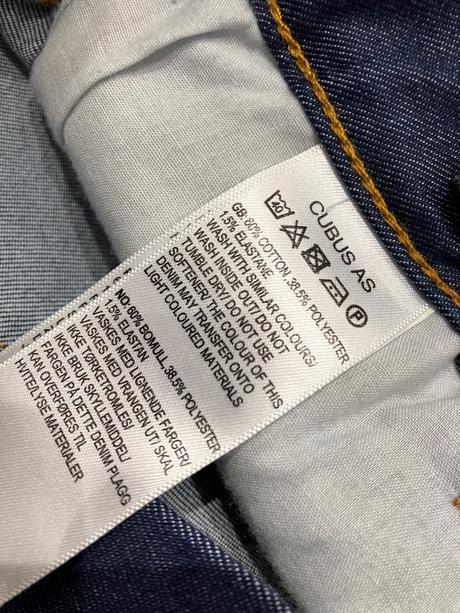 CUBUS AS
40
P
GB: 60% COTTON, 38.5% POLYESTER
1.5% ELASTANE
WASH WITH SIMILAR COLOURS/
WASH INSIDE OUT/DO NOT
TUMBLE DRY/ DO NOT USE
SOFTENER/ THE COLOUR OF THIS
DENIM MAY TRANSFER ONTO
LIGHT COLOURED MATERIALS
NO: 60% BOMULL, 38.5% POLYESTER
1.5% ELASTAN
VASKES MED LIGNENDE FARGER/
VASKES MED VRANGEN UT/ SKAL
IKKE TØRKETROMLES/
IKKE BRUK SKYLLEMIDDEL/
FARGEN PÅ DETTE DENIM PLAGG
KAN OVERFØRES TIL
HVITE/LYSE MATERIALER